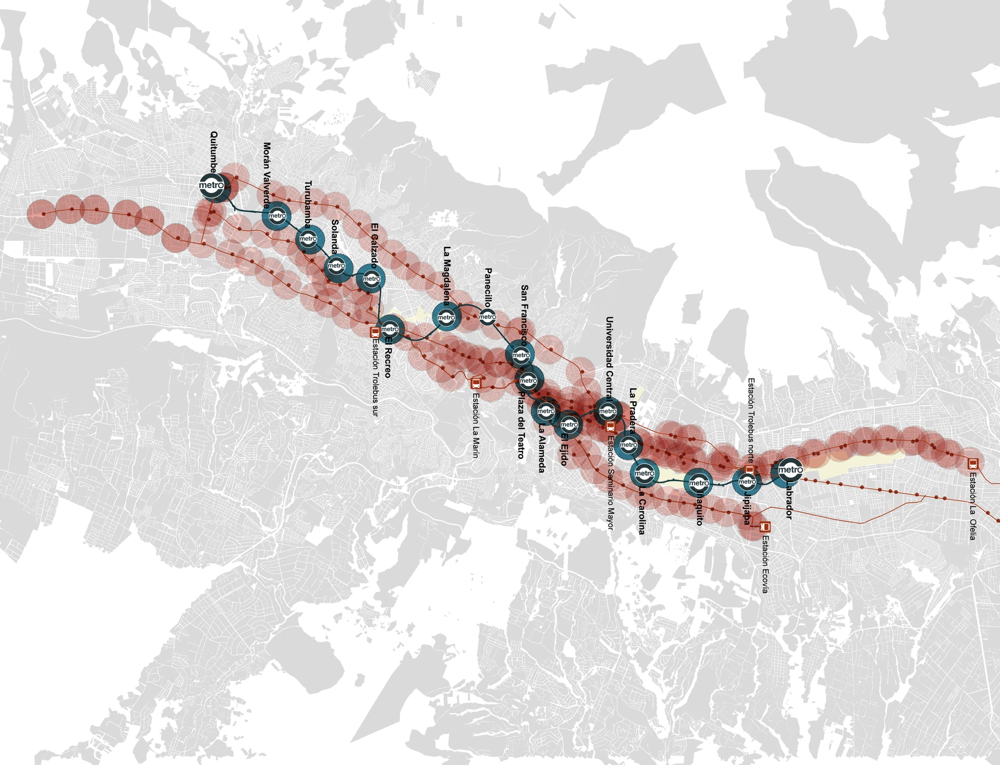 Quitumbe
metro
Morán Valverde
metro
Turubamba
metro
Solanda
metro
El Calzado
metro
metro
El Recreo
Estación Trolebus sur
La Magdalena
metro
Panecillo
metro
Estación La Marín
San Francisco
metro
metro
Plaza del Teatro
metro
La Alameda
metro
El Ejido
Universidad Central
metro
Estación Seminario Mayor
La Pradera
metro
metro
La Carolina
metro
Iñaquito
Estación Trolebus norte
metro
Jipijapa
Estación Ecovía
metro
Labrador
Estación La Ofelia